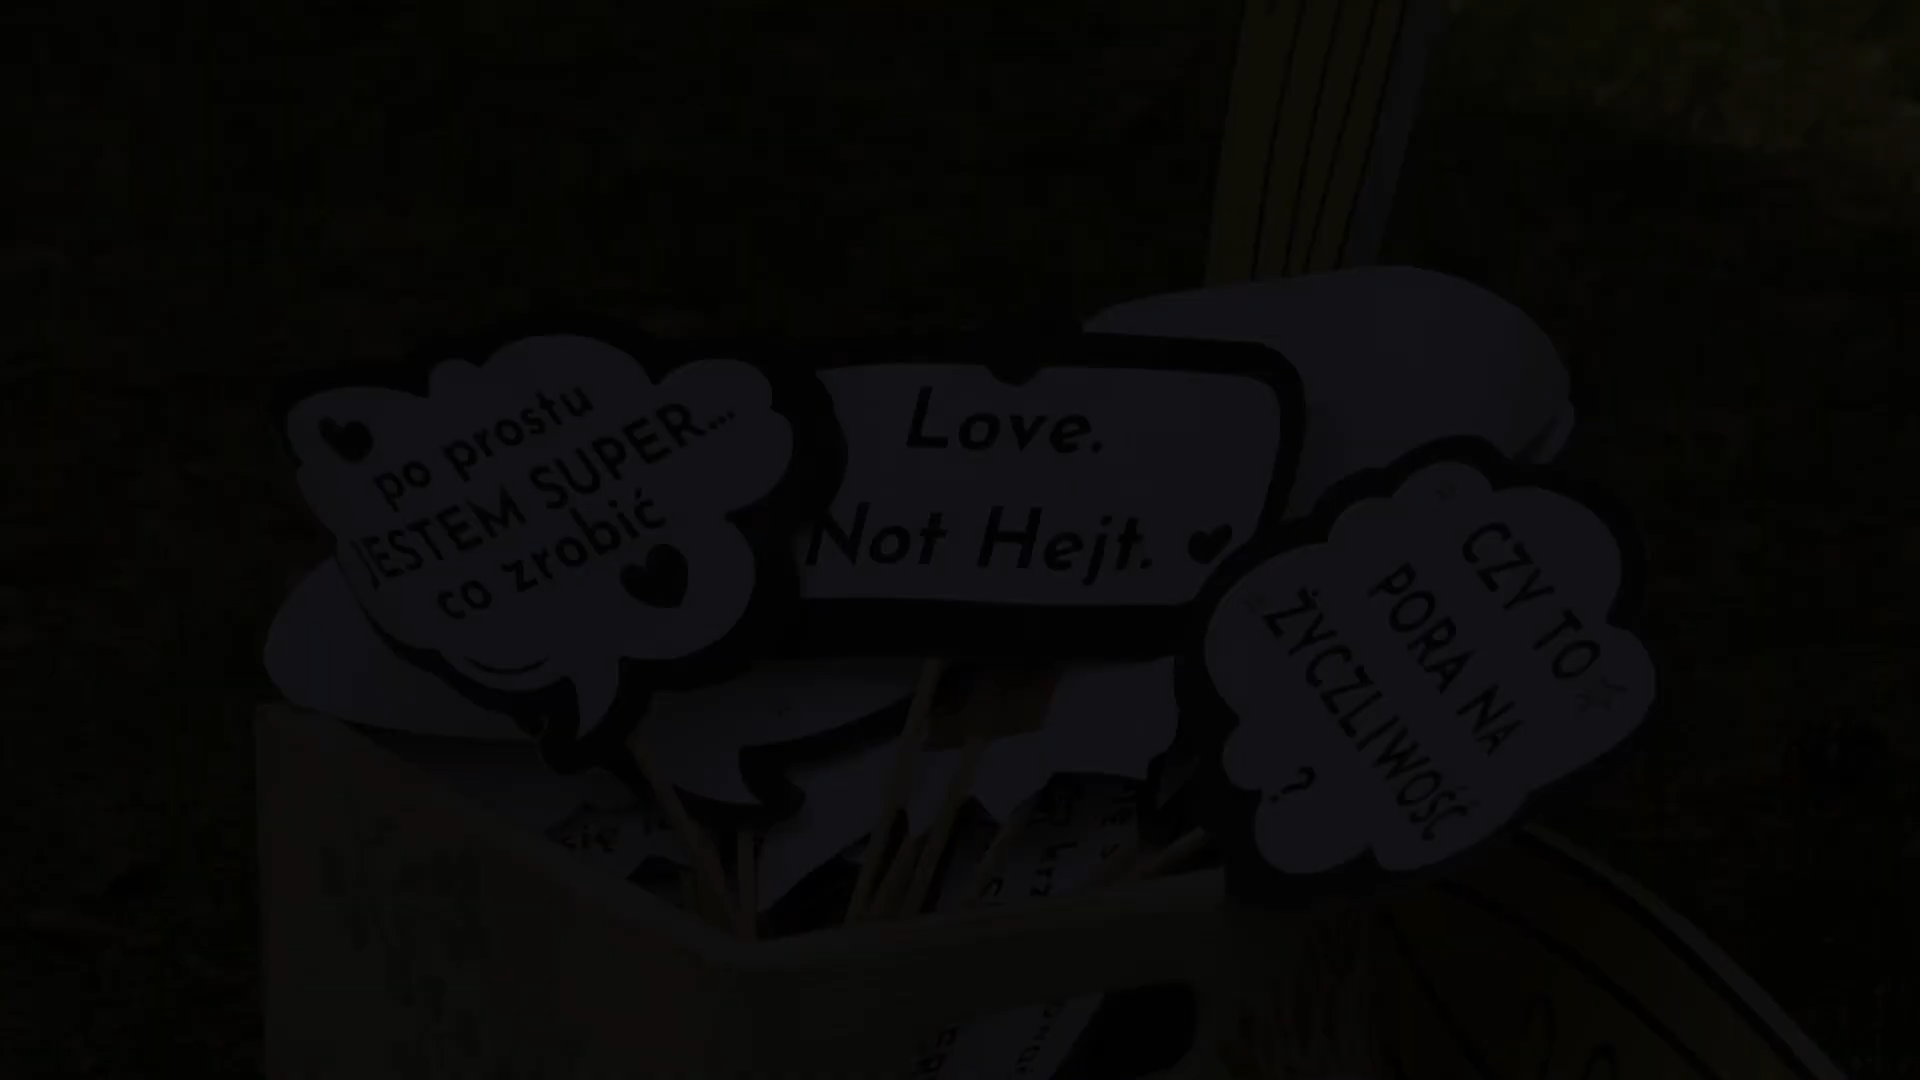 po prostu
JESTEM SUPER...
co zrobić
Love.
Not Hejt.
CZY TO
PORA NA
ŻYCZLIWOŚĆ
?